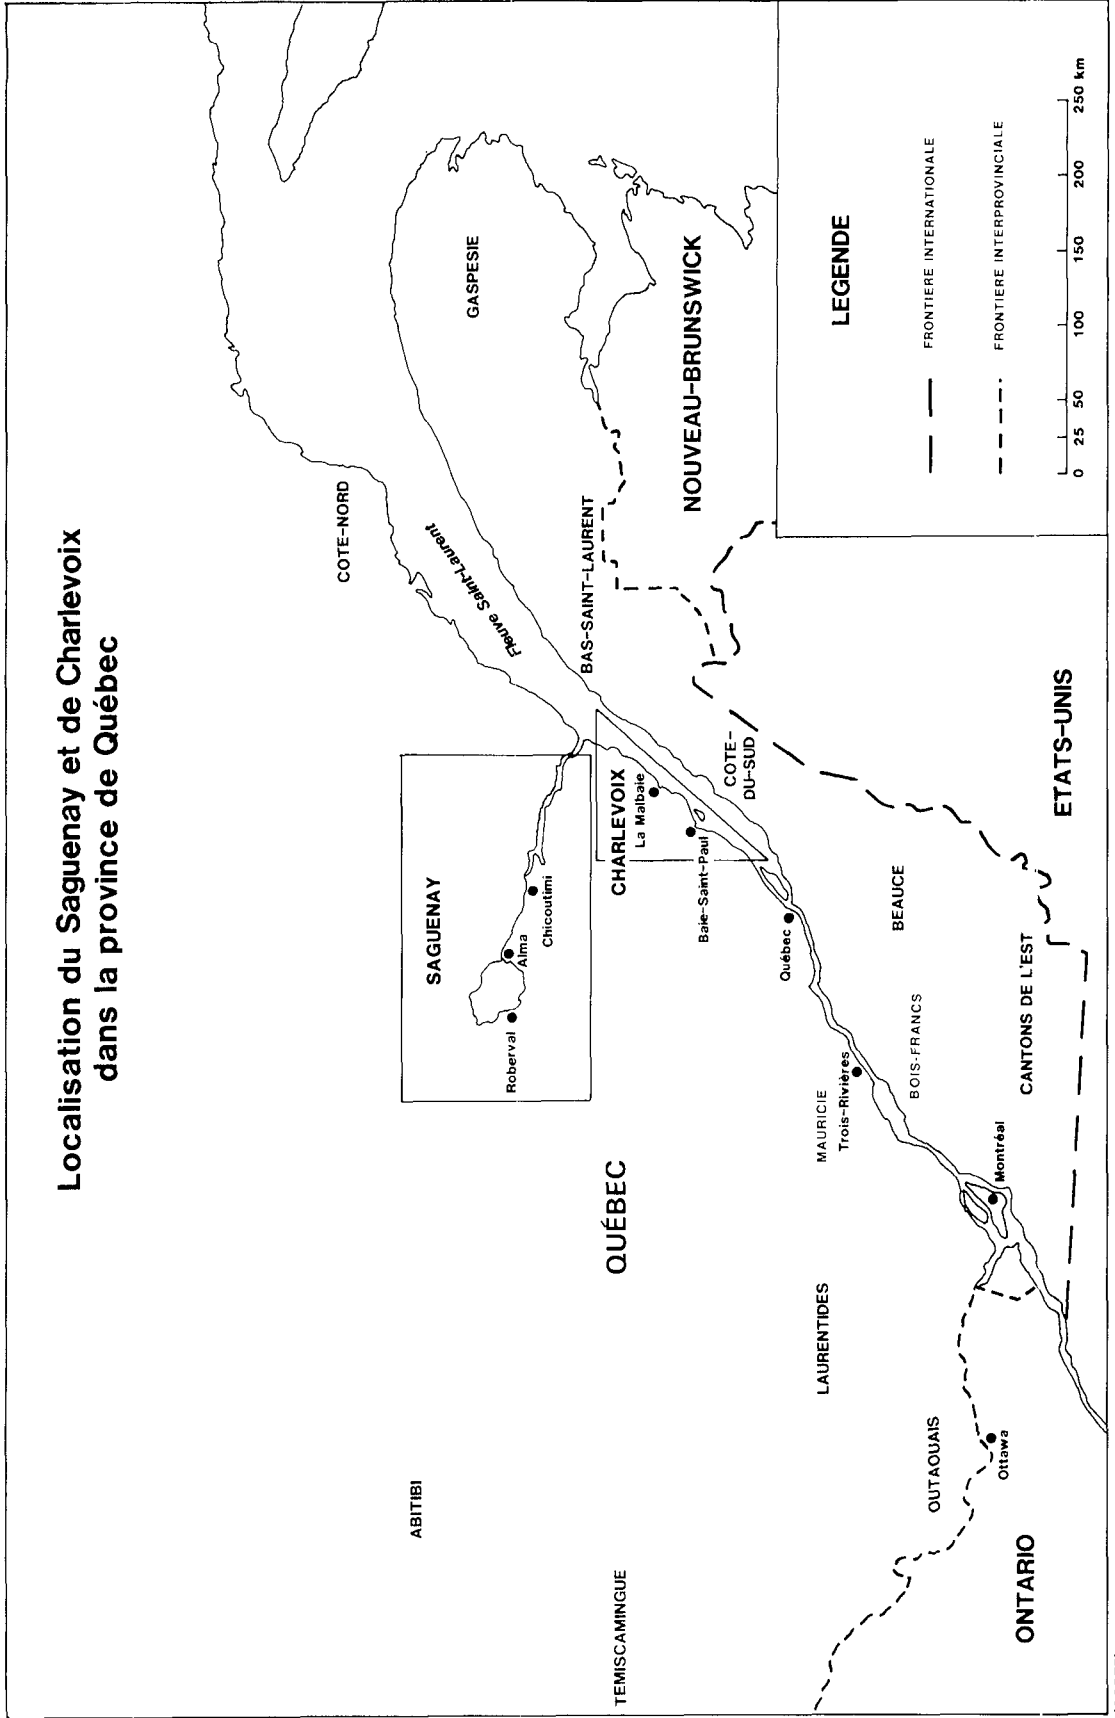 Localisation du Saguenay et de Charlevoix
dans la province de Québec
COTE-NORD
GASPESIE
Fleuve Saint-Laurent
BAS-SAINT-LAURENT
NOUVEAU-BRUNSWICK
SAGUENAY
Alma
Chicoutimi
Roberval
CHARLEVOIX
La Malbaie
Baie-Saint-Paul
COTE-
DU-SUD
Québec
ABITIBI
TEMISCAMINGUE
QUÉBEC
MAURICIE
Trois-Rivières
BEAUCE
BOIS-FRANCS
CANTONS DE L'EST
ETATS-UNIS
LAURENTIDES
Montréal
OUTAOUAIS
Ottawa
ONTARIO
LEGENDE
FRONTIERE INTERNATIONALE
FRONTIERE INTERPROVINCIALE
0 25 50 100 150 200 250 km